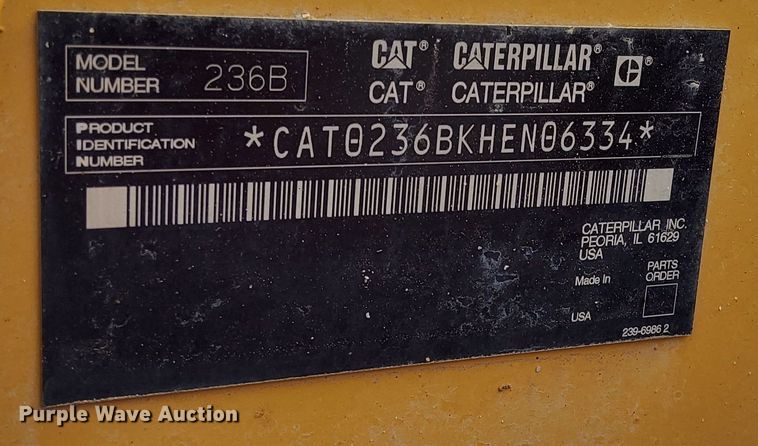 MODEL NUMBER 236B
CAT® CATERPILLAR® C®
CAT® CATERPILLAR®
PRODUCT IDENTIFICATION NUMBER *CAT0236BKHEN06334*
CATERPILLAR INC.
PEORIA, IL 61629
USA
Made In
USA
PARTS
ORDER
239-6986 2
Purple Wave Auction